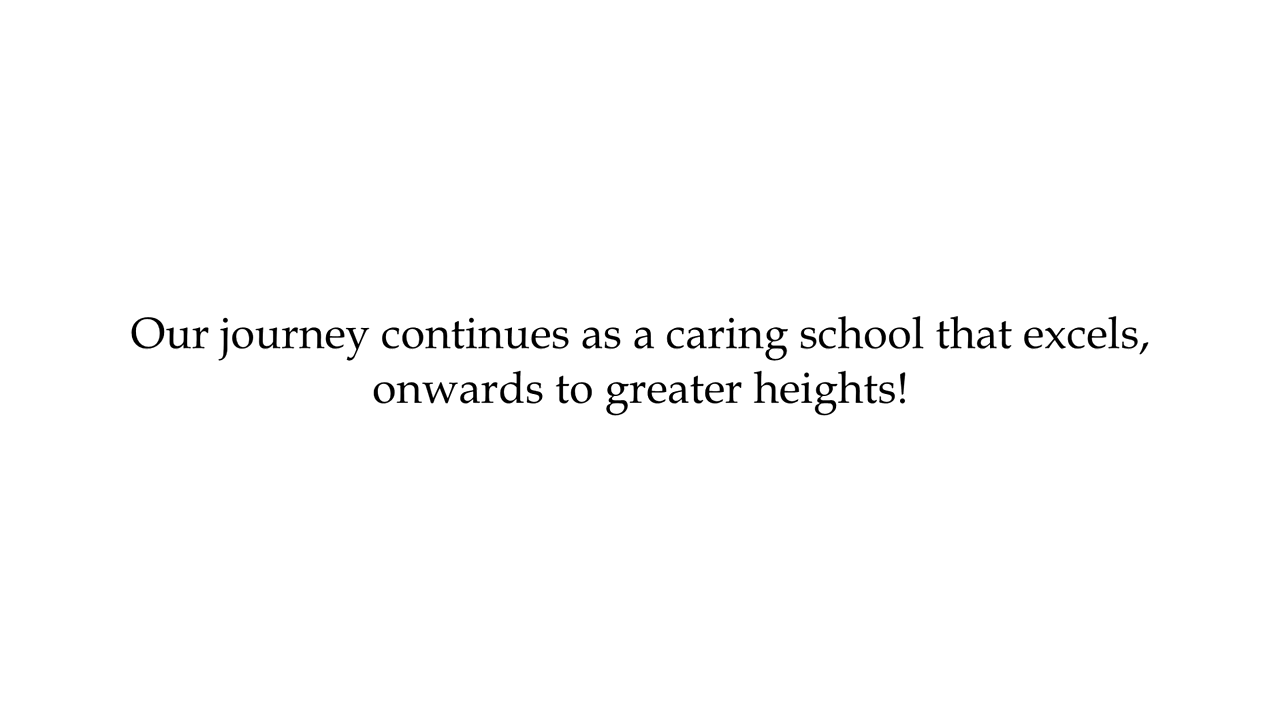 Our journey continues as a caring school that excels,
onwards to greater heights!